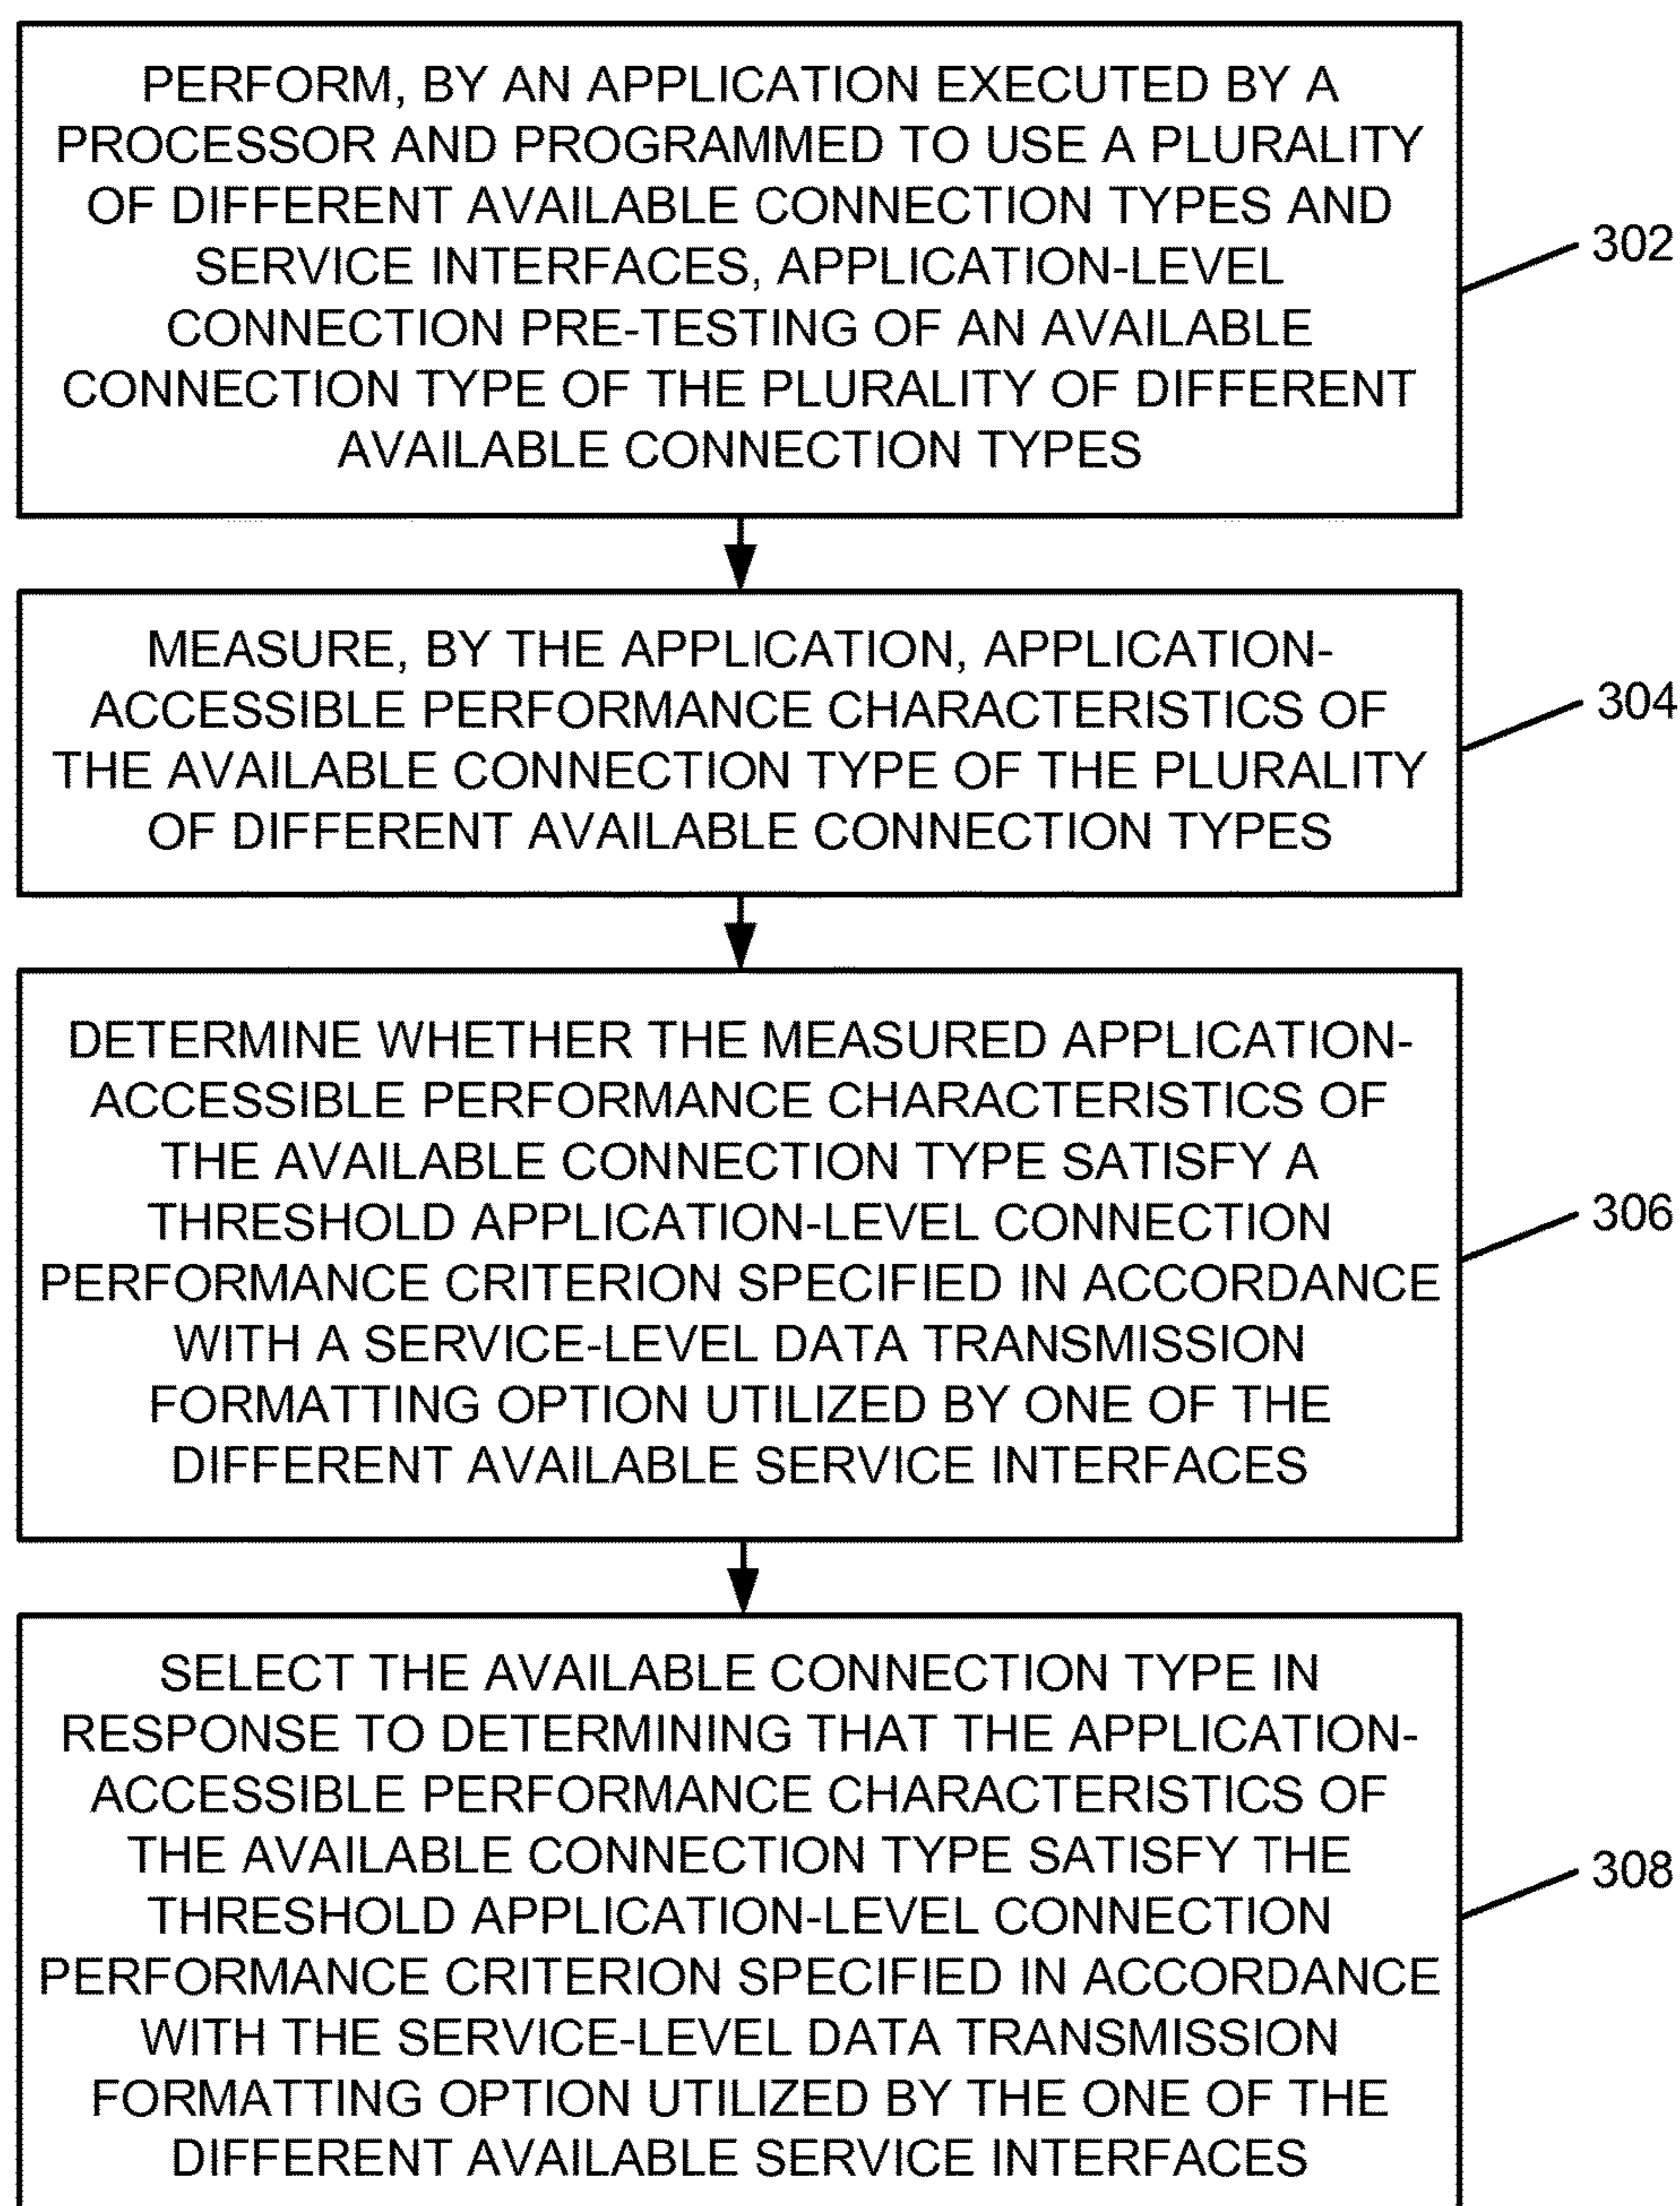 PERFORM, BY AN APPLICATION EXECUTED BY A
PROCESSOR AND PROGRAMMED TO USE A PLURALITY
OF DIFFERENT AVAILABLE CONNECTION TYPES AND
SERVICE INTERFACES, APPLICATION-LEVEL
CONNECTION PRE-TESTING OF AN AVAILABLE
CONNECTION TYPE OF THE PLURALITY OF DIFFERENT
AVAILABLE CONNECTION TYPES
302
MEASURE, BY THE APPLICATION, APPLICATION-
ACCESSIBLE PERFORMANCE CHARACTERISTICS OF
THE AVAILABLE CONNECTION TYPE OF THE PLURALITY
OF DIFFERENT AVAILABLE CONNECTION TYPES
304
DETERMINE WHETHER THE MEASURED APPLICATION-
ACCESSIBLE PERFORMANCE CHARACTERISTICS OF
THE AVAILABLE CONNECTION TYPE SATISFY A
THRESHOLD APPLICATION-LEVEL CONNECTION
PERFORMANCE CRITERION SPECIFIED IN ACCORDANCE
WITH A SERVICE-LEVEL DATA TRANSMISSION
FORMATTING OPTION UTILIZED BY ONE OF THE
DIFFERENT AVAILABLE SERVICE INTERFACES
306
SELECT THE AVAILABLE CONNECTION TYPE IN
RESPONSE TO DETERMINING THAT THE APPLICATION-
ACCESSIBLE PERFORMANCE CHARACTERISTICS OF
THE AVAILABLE CONNECTION TYPE SATISFY THE
THRESHOLD APPLICATION-LEVEL CONNECTION
PERFORMANCE CRITERION SPECIFIED IN ACCORDANCE
WITH THE SERVICE-LEVEL DATA TRANSMISSION
FORMATTING OPTION UTILIZED BY THE ONE OF THE
DIFFERENT AVAILABLE SERVICE INTERFACES
308